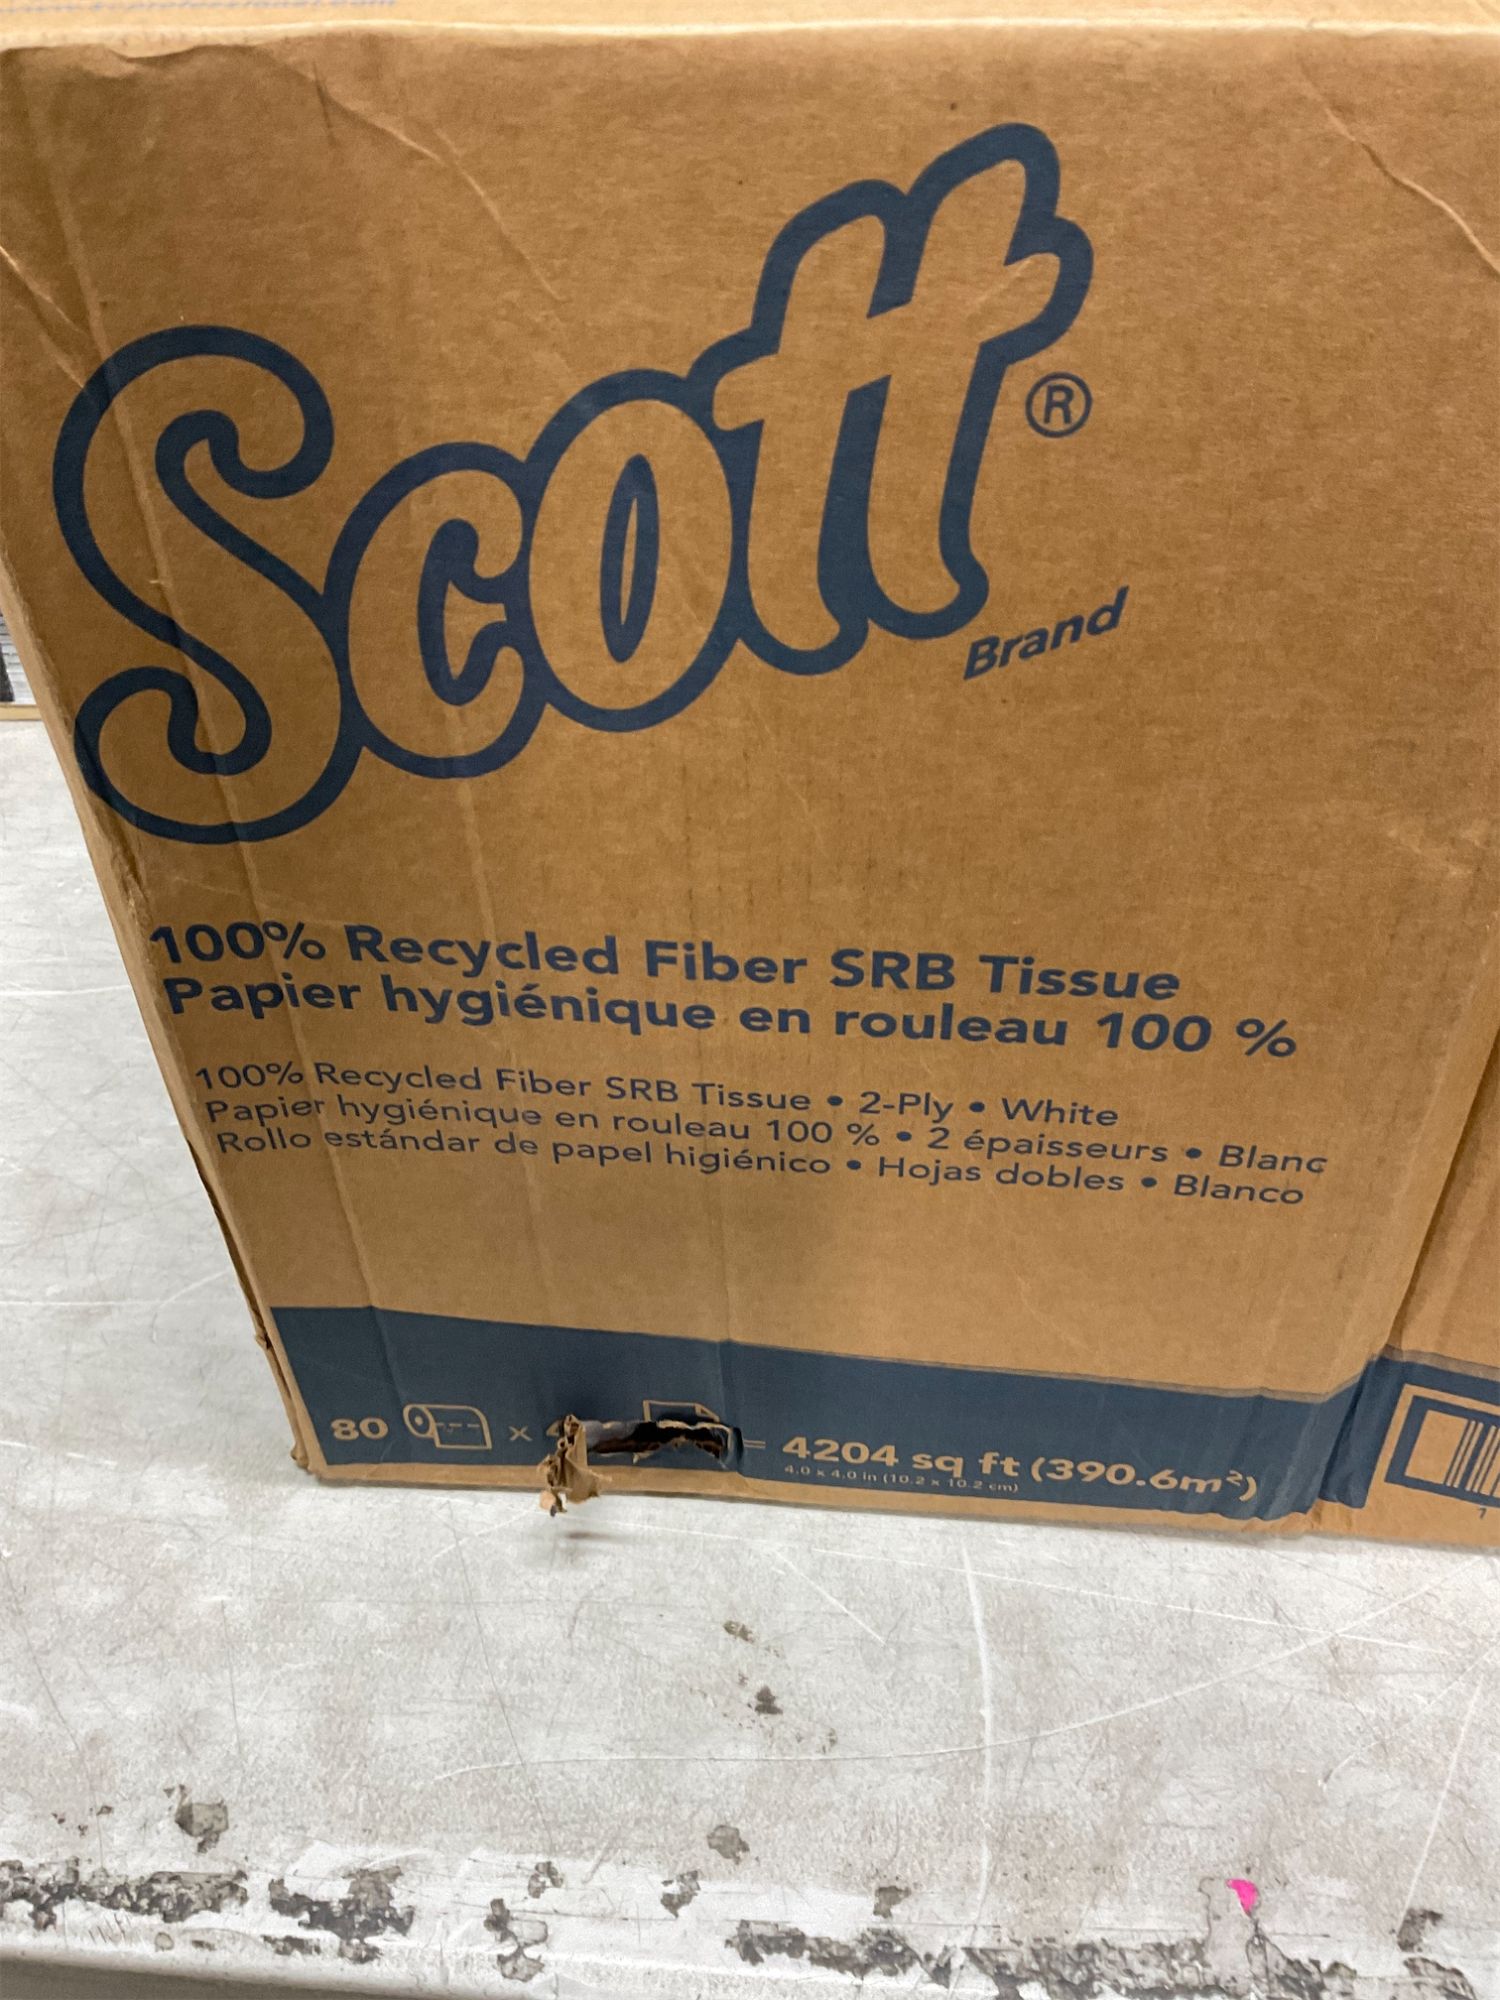 Scott®
Brand
100% Recycled Fiber SRB Tissue
Papier hygiénique en rouleau 100 %
100% Recycled Fiber SRB Tissue • 2-Ply • White
Papier hygiénique en rouleau 100 % • 2 épaisseurs • Blanc
Rollo estándar de papel higiénico • Hojas dobles • Blanco
80 x = 4204 sq ft (390.6m²)
4.0 x 4.0 in (10.2 x 10.2 cm)